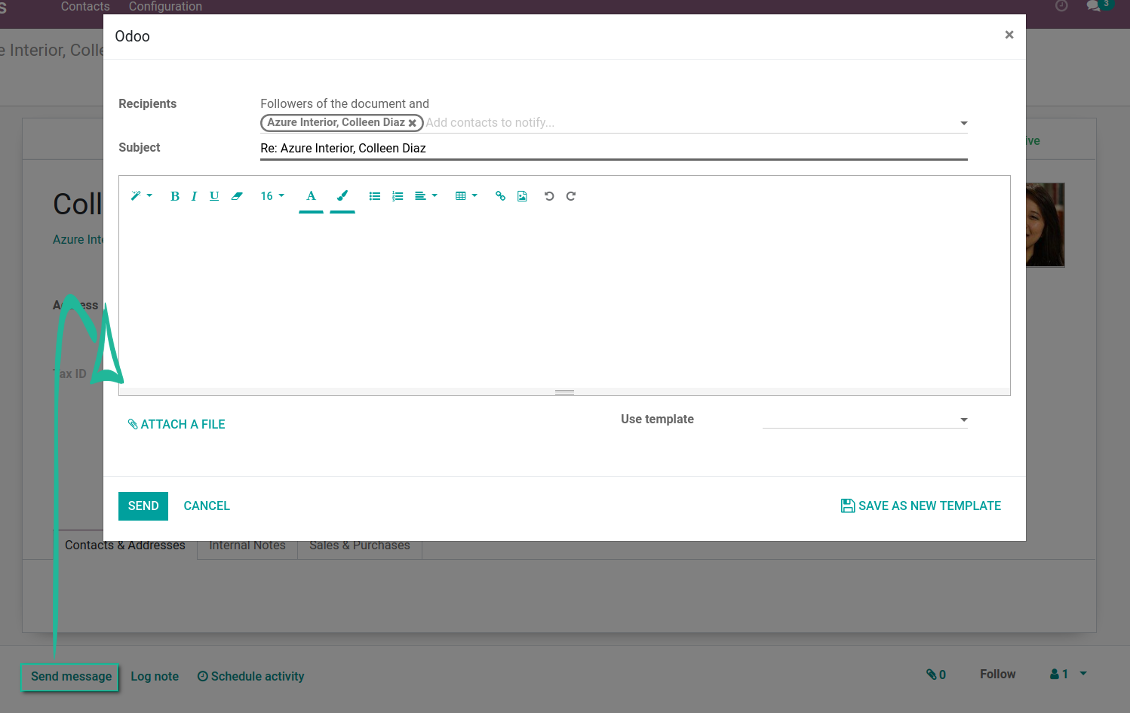 Contacts Configuration
3
e Interior, Colle
Odoo ×
Recipients
Followers of the document and
Azure Interior, Colleen Diaz × Add contacts to notify...
Subject
Re: Azure Interior, Colleen Diaz
B I U 16 A
ive
Coll
Azure Inte
Address
Tax ID
ATTACH A FILE
Use template
SEND CANCEL
SAVE AS NEW TEMPLATE
Contacts & Addresses Internal Notes Sales & Purchases
Send message Log note Schedule activity
0 Follow 1